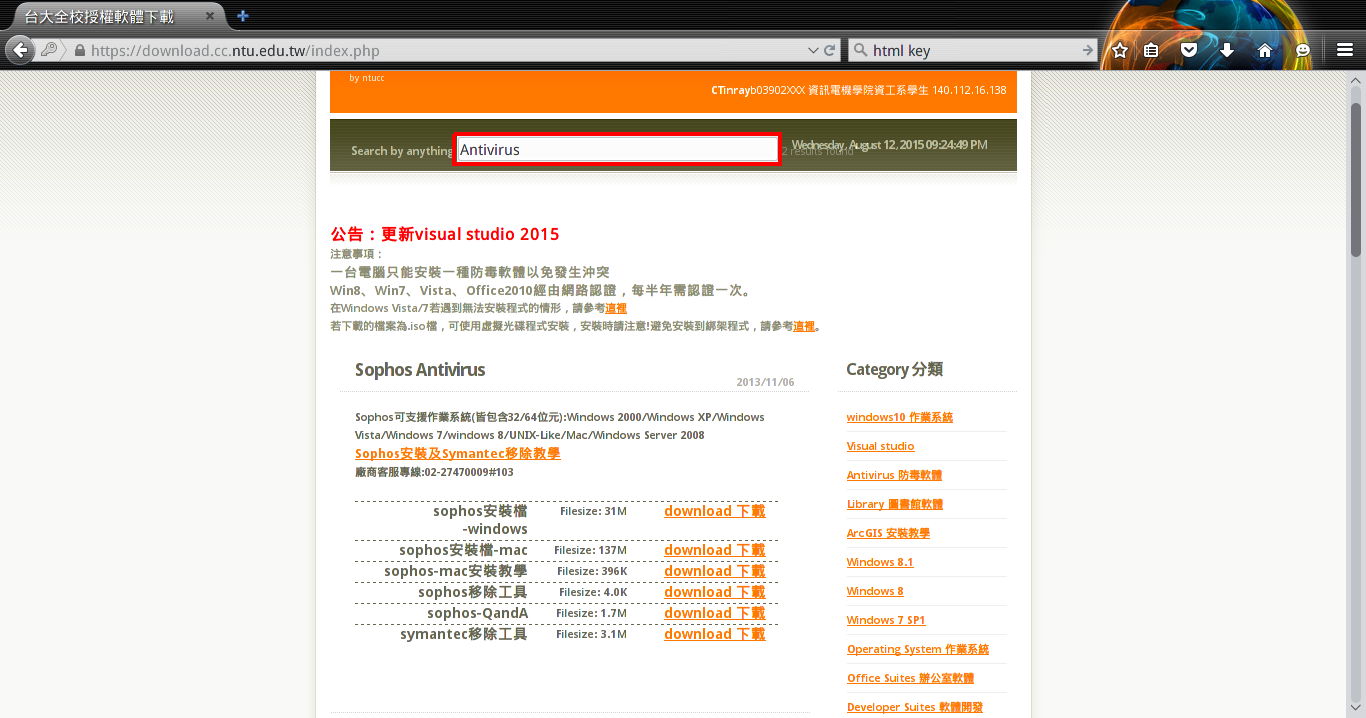 台大全校授權軟體下載
https://download.cc.ntu.edu.tw/index.php
html key
by ntucc
CTinrayb03902XXX 資訊電機學院資工系學生 140.112.16.138
Search by anything
Antivirus
2 results found
Wednesday, August 12, 2015 09:24:49 PM
公告：更新visual studio 2015
注意事項：
一台電腦只能安裝一種防毒軟體以免發生沖突
Win8、Win7、Vista、Office2010經由網路認證，每半年需認證一次。
在Windows Vista/7若遇到無法安裝程式的情形，請參考這裡
若下載的檔案為.iso檔，可使用虛擬光碟程式安裝，安裝時請注意!避免安裝到綁架程式，請參考這裡。
Sophos Antivirus
2013/11/06
Sophos可支援作業系統(皆包含32/64位元):Windows 2000/Windows XP/Windows
Vista/Windows 7/windows 8/UNIX-Like/Mac/Windows Server 2008
Sophos安裝及Symantec移除教學
廠商客服專線:02-27470009#103
sophos安裝檔
-windows
Filesize: 31M
download 下載
sophos安裝檔-mac
Filesize: 137M
download 下載
sophos-mac安裝教學
Filesize: 396K
download 下載
sophos移除工具
Filesize: 4.0K
download 下載
sophos-QandA
Filesize: 1.7M
download 下載
symantec移除工具
Filesize: 3.1M
download 下載
Category 分類
windows10 作業系統
Visual studio
Antivirus 防毒軟體
Library 圖書館軟體
ArcGIS 安裝教學
Windows 8.1
Windows 8
Windows 7 SP1
Operating System 作業系統
Office Suites 辦公室軟體
Developer Suites 軟體開發